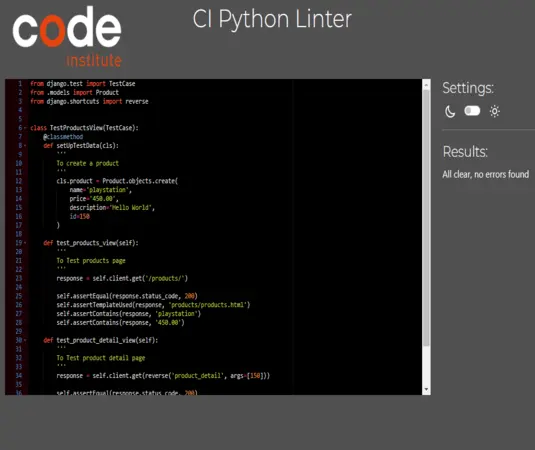 code
institute
CI Python Linter
1 from django.test import TestCase
2 from .models import Product
3 from django.shortcuts import reverse
4
5
6 class TestProductsView(TestCase):
7     @classmethod
8     def setUpTestData(cls):
9         '''
10         To create a product
11         '''
12         cls.product = Product.objects.create(
13             name='playstation',
14             price='450.00',
15             description='Hello World',
16             id=150
17         )
18
19     def test_products_view(self):
20         '''
21         To Test products page
22         '''
23         response = self.client.get('/products/')
24
25         self.assertEqual(response.status_code, 200)
26         self.assertTemplateUsed(response, 'products/products.html')
27         self.assertContains(response, 'playstation')
28         self.assertContains(response, '450.00')
29
30     def test_product_detail_view(self):
31         '''
32         To Test product detail page
33         '''
34         response = self.client.get(reverse('product_detail', args=[150]))
35
36         self.assertEqual(response.status_code, 200)
Settings:
Results:
All clear, no errors found